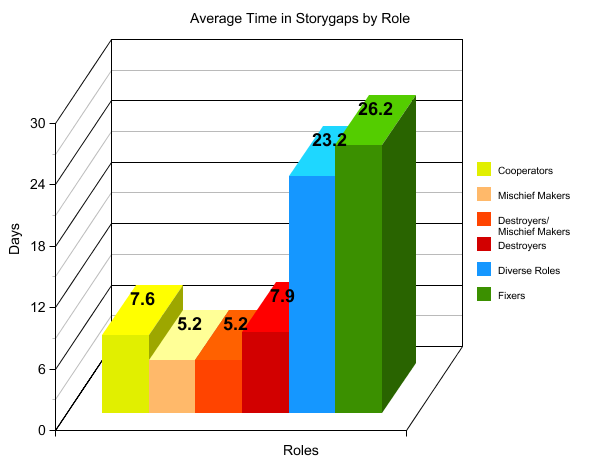 Average Time in Storygaps by Role
30
24
18
12
6
0
Days
7.6
5.2
5.2
7.9
23.2
26.2
Roles
Cooperators
Mischief Makers
Destroyers/
Mischief Makers
Destroyers
Diverse Roles
Fixers